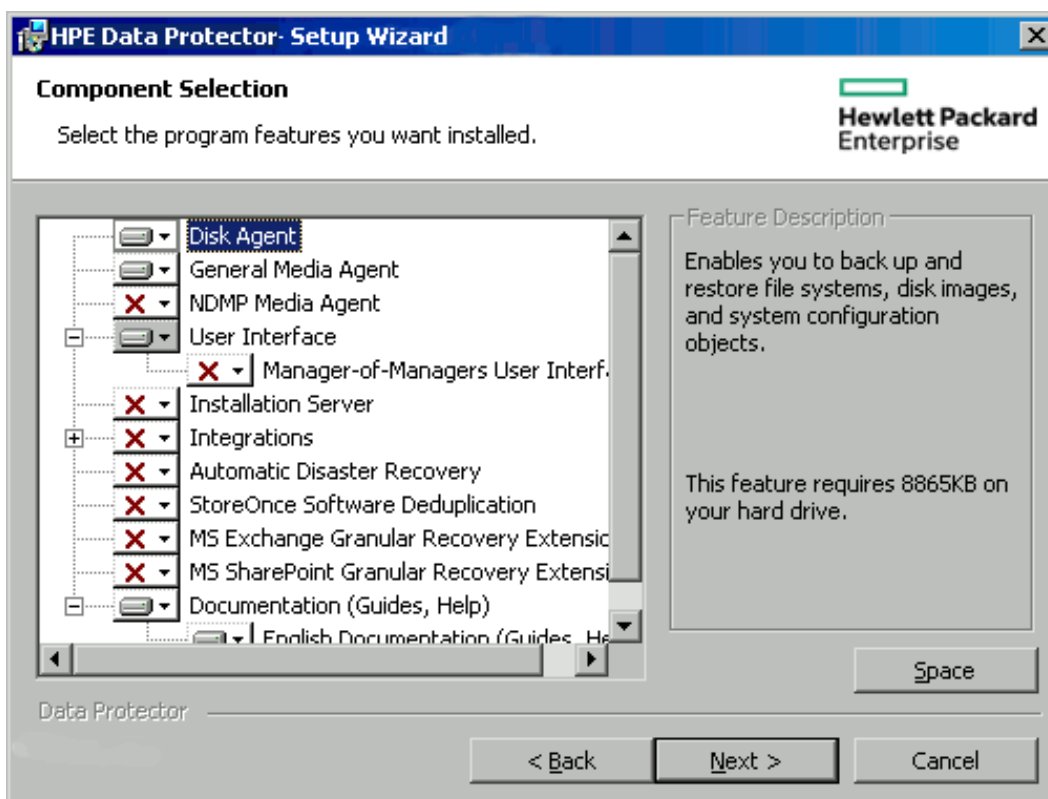 HPE Data Protector- Setup Wizard
Component Selection
Select the program features you want installed.
Hewlett Packard
Enterprise
Disk Agent
General Media Agent
NDMP Media Agent
User Interface
Manager-of-Managers User Interf
Installation Server
Integrations
Automatic Disaster Recovery
StoreOnce Software Deduplication
MS Exchange Granular Recovery Extensic
MS SharePoint Granular Recovery Extensi
Documentation (Guides, Help)
English Documentation (Guides, He
Feature Description
Enables you to back up and
restore file systems, disk images,
and system configuration
objects.
This feature requires 8865KB on
your hard drive.
Space
Data Protector
< Back
Next >
Cancel